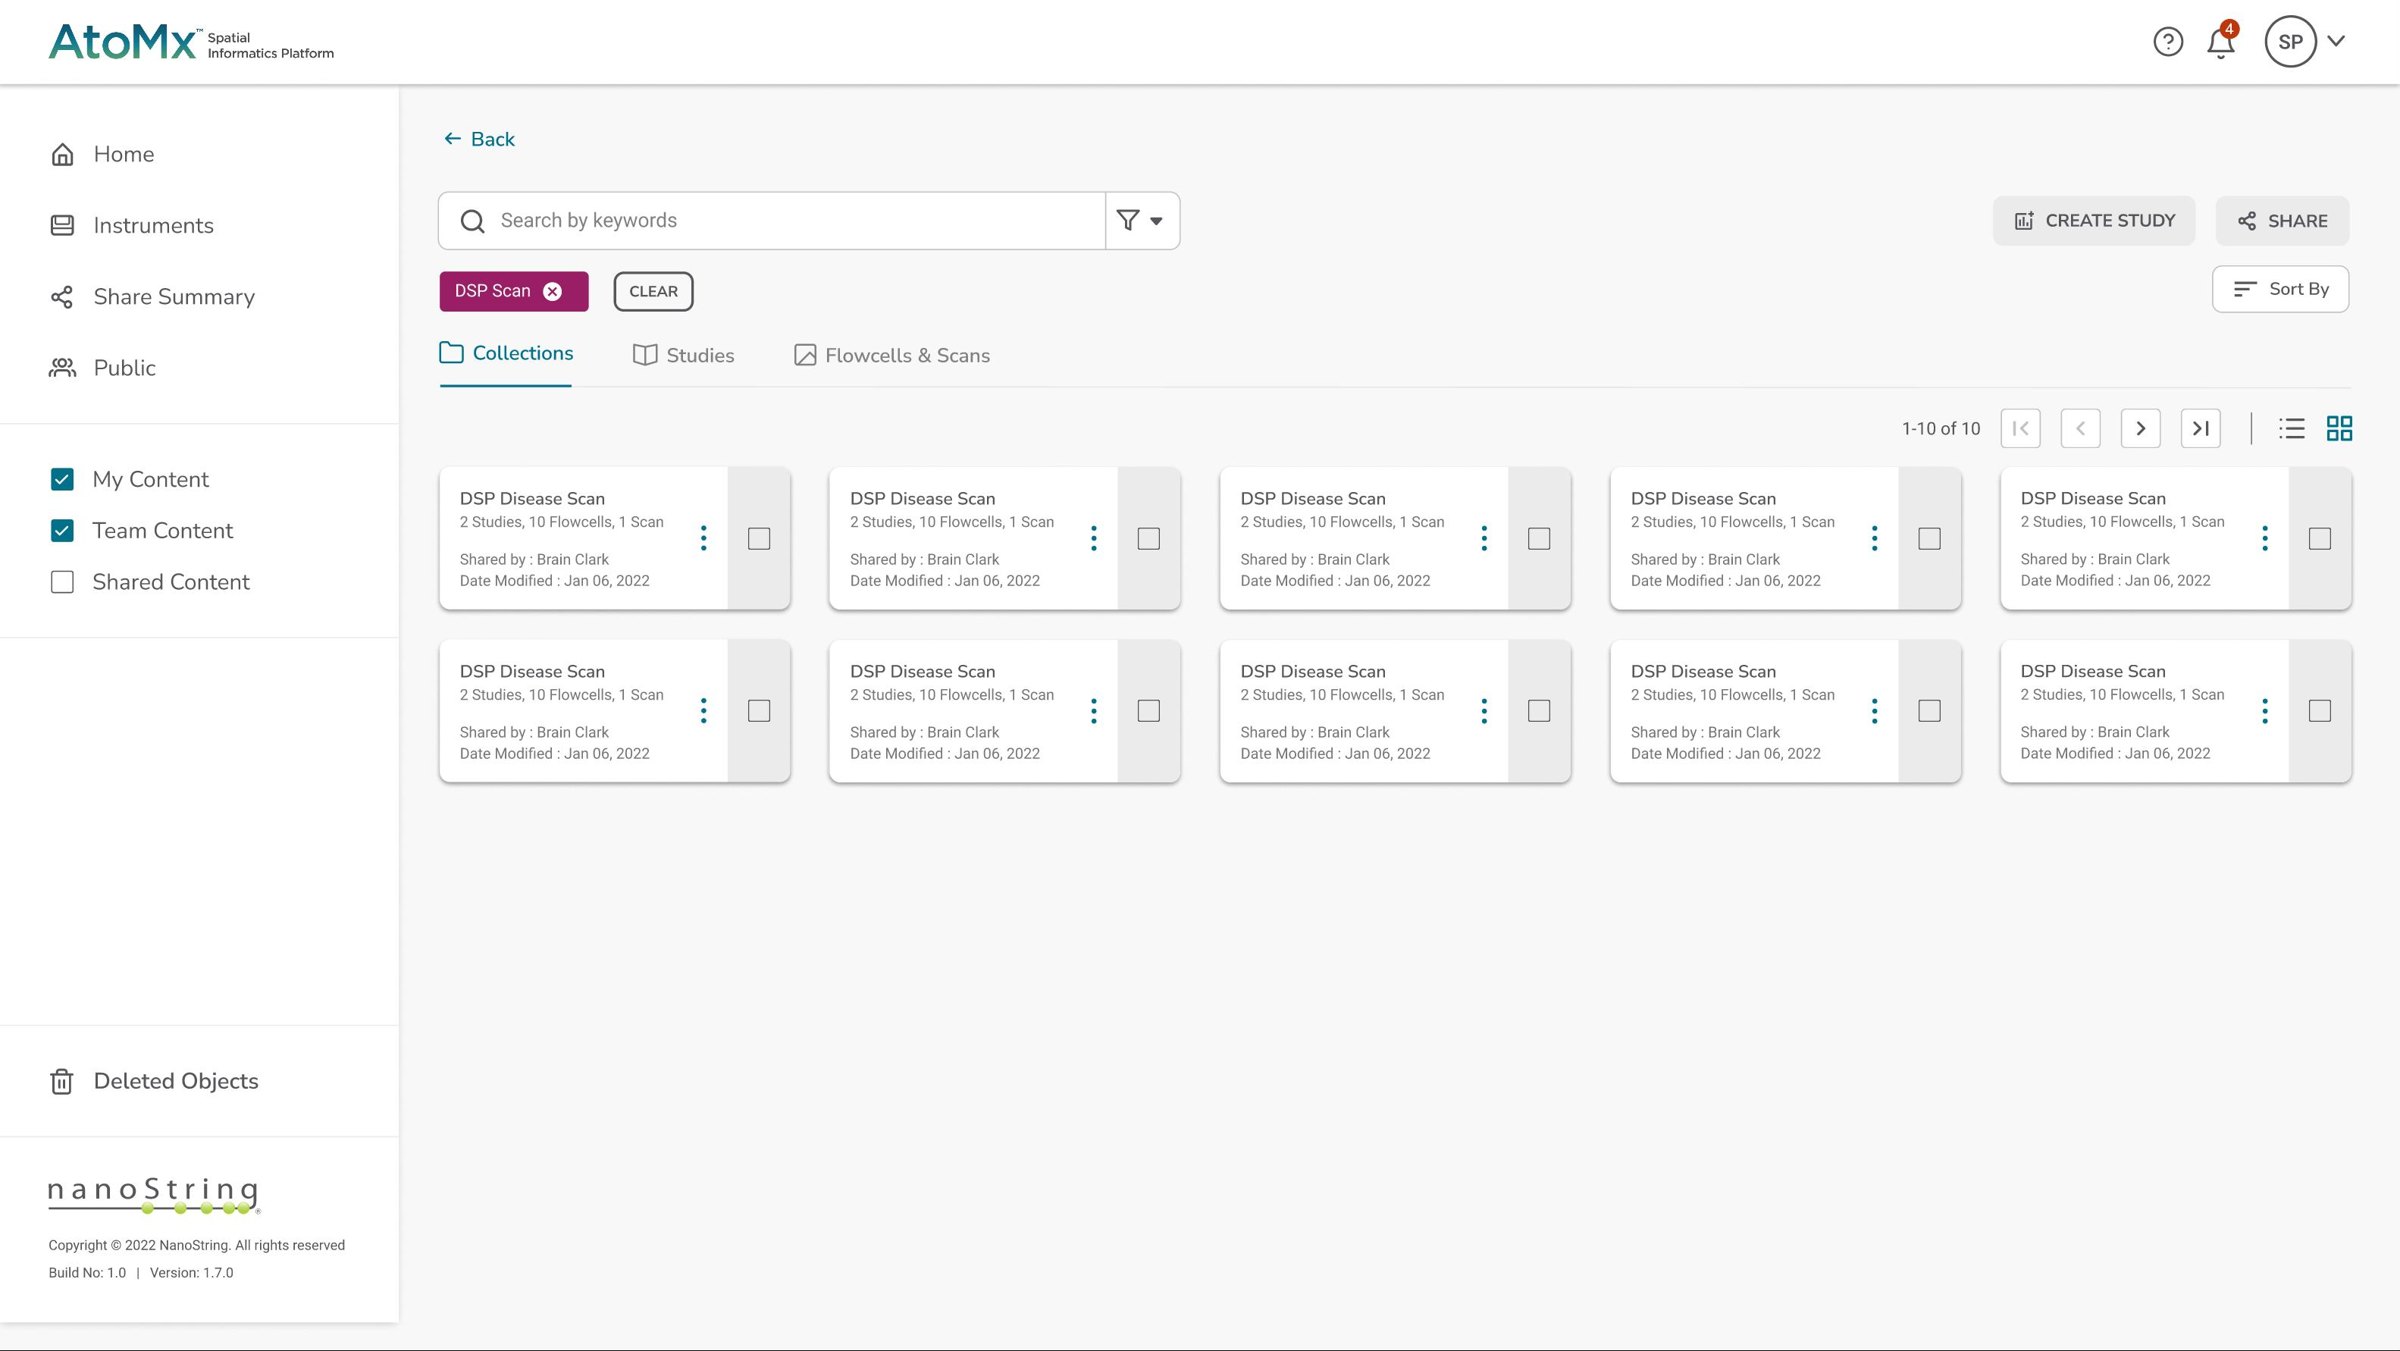 AtoMx™ Spatial
Informatics Platform
4
SP
Home
Instruments
Share Summary
Public
My Content
Team Content
Shared Content
Deleted Objects
nanoString®
Copyright © 2022 NanoString. All rights reserved
Build No: 1.0 | Version: 1.7.0
Back
Search by keywords
CREATE STUDY
SHARE
DSP Scan
CLEAR
Sort By
Collections
Studies
Flowcells & Scans
1-10 of 10
DSP Disease Scan
2 Studies, 10 Flowcells, 1 Scan
Shared by : Brain Clark
Date Modified : Jan 06, 2022
DSP Disease Scan
2 Studies, 10 Flowcells, 1 Scan
Shared by : Brain Clark
Date Modified : Jan 06, 2022
DSP Disease Scan
2 Studies, 10 Flowcells, 1 Scan
Shared by : Brain Clark
Date Modified : Jan 06, 2022
DSP Disease Scan
2 Studies, 10 Flowcells, 1 Scan
Shared by : Brain Clark
Date Modified : Jan 06, 2022
DSP Disease Scan
2 Studies, 10 Flowcells, 1 Scan
Shared by : Brain Clark
Date Modified : Jan 06, 2022
DSP Disease Scan
2 Studies, 10 Flowcells, 1 Scan
Shared by : Brain Clark
Date Modified : Jan 06, 2022
DSP Disease Scan
2 Studies, 10 Flowcells, 1 Scan
Shared by : Brain Clark
Date Modified : Jan 06, 2022
DSP Disease Scan
2 Studies, 10 Flowcells, 1 Scan
Shared by : Brain Clark
Date Modified : Jan 06, 2022
DSP Disease Scan
2 Studies, 10 Flowcells, 1 Scan
Shared by : Brain Clark
Date Modified : Jan 06, 2022
DSP Disease Scan
2 Studies, 10 Flowcells, 1 Scan
Shared by : Brain Clark
Date Modified : Jan 06, 2022